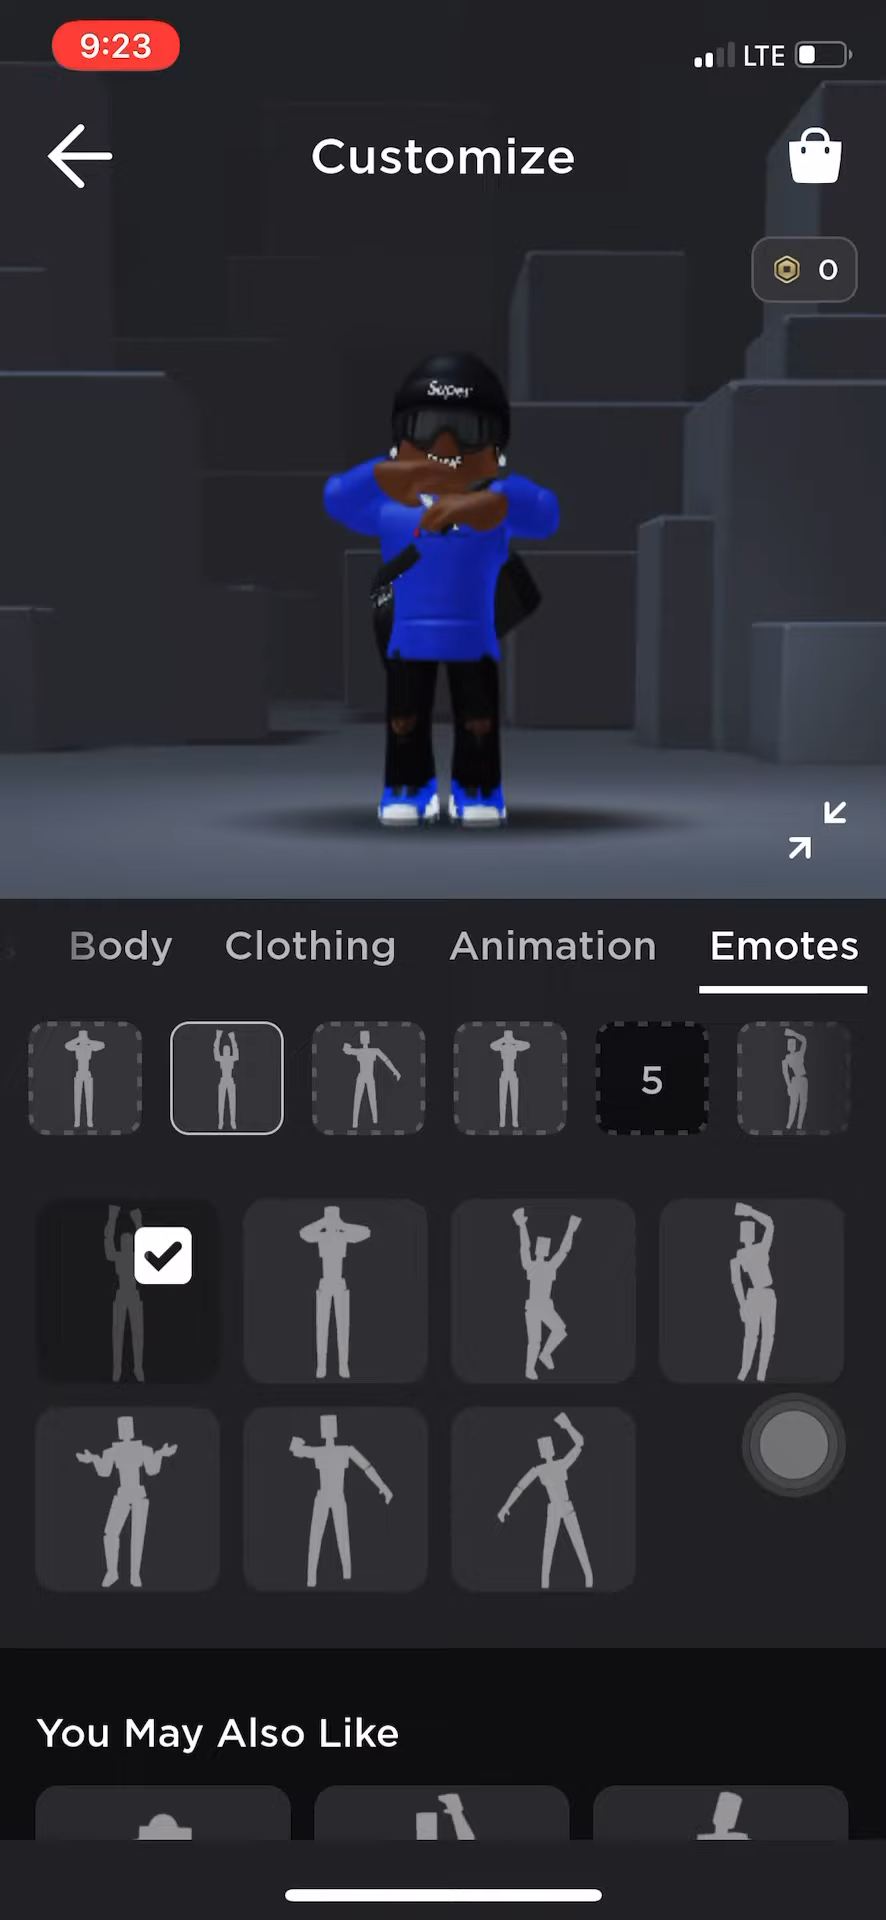 9:23
LTE
Customize
0
Super
Body Clothing Animation Emotes
5
You May Also Like